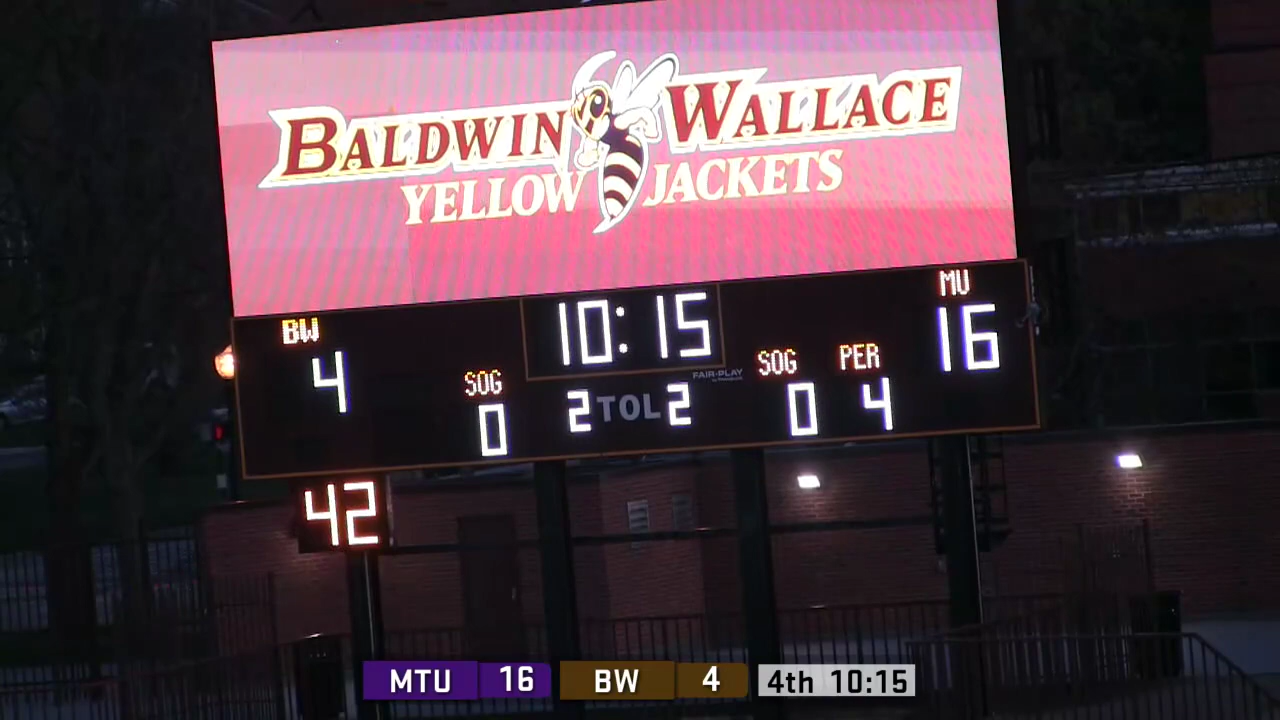 BALDWIN WALLACE
YELLOW JACKETS
BW
4
10:15
MU
16
SOG
0
2 TOL 2
FAIR-PLAY
SOG
0
PER
4
42
MTU 16 BW 4 4th 10:15